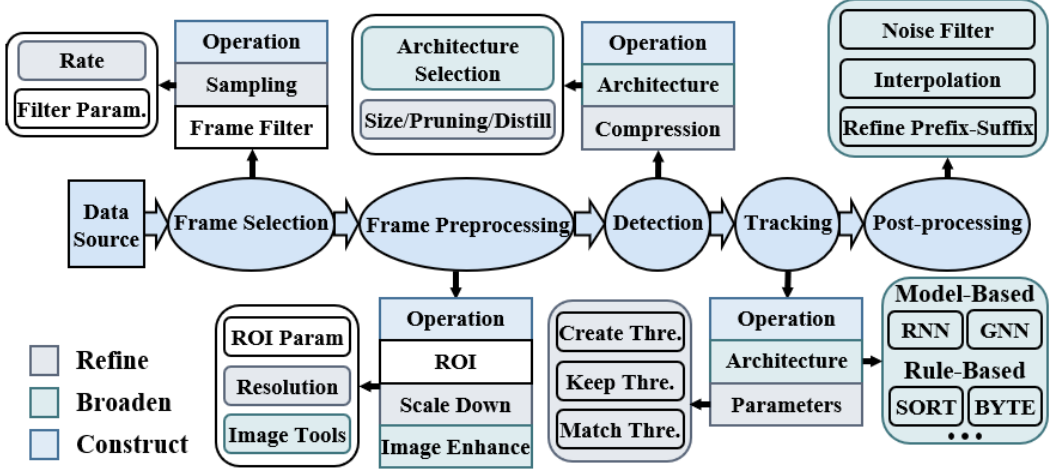 Operation
Sampling
Frame Filter
Rate
Filter Param.
Architecture
Selection
Size/Pruning/Distill
Operation
Architecture
Compression
Noise Filter
Interpolation
Refine Prefix-Suffix
Data
Source
Frame Selection
Frame Preprocessing
Detection
Tracking
Post-processing
Refine
Broaden
Construct
ROI Param
Resolution
Image Tools
Operation
ROI
Scale Down
Image Enhance
Create Thre.
Keep Thre.
Match Thre.
Operation
Architecture
Parameters
Model-Based
RNN GNN
Rule-Based
SORT BYTE
•••